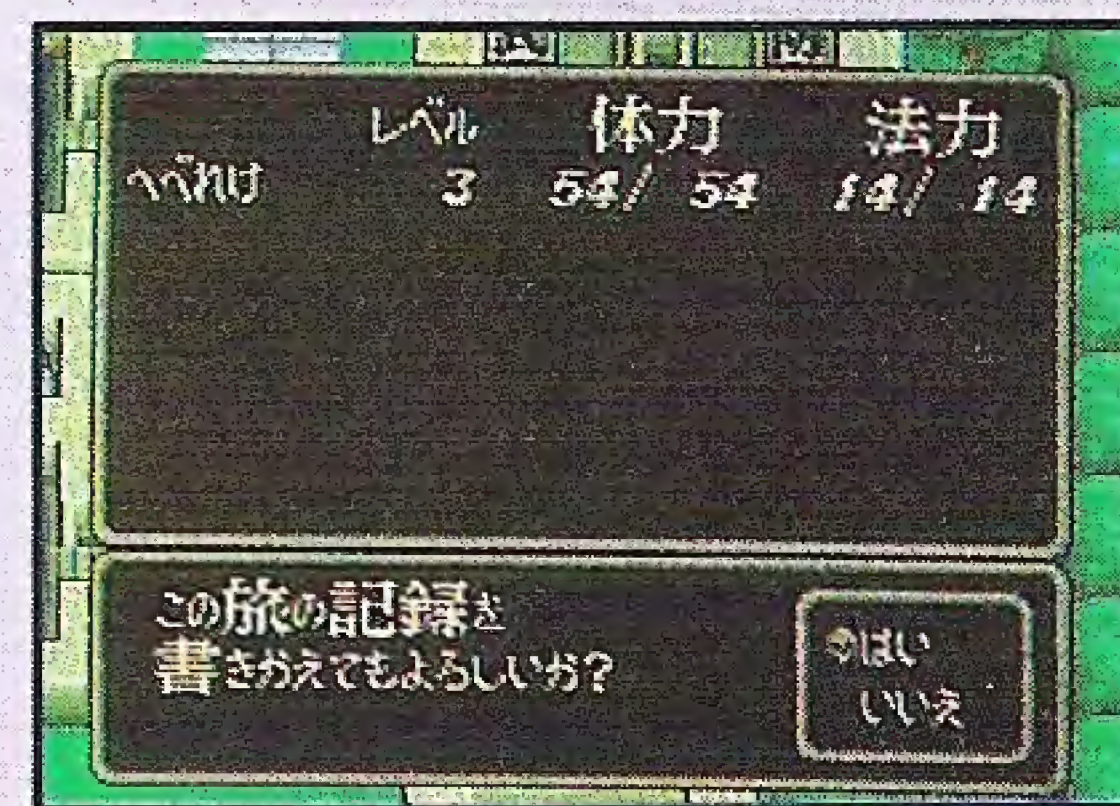 レベル 体力 法力
へべれけ 3 54/ 54 14/ 14
この旅の記録を
書きかえてもよろしいか?
はい
いいえ